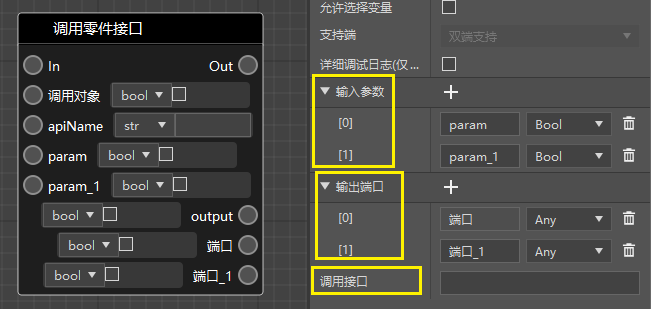 调用零件接口
In Out
调用对象 bool
apiName str
param bool
param_1 bool
bool output
bool 端口
bool 端口_1
允许选择变量
支持端 双端支持
详细调试日志(仅...
输入参数 +
[0] param Bool
[1] param_1 Bool
输出端口 +
[0] 端口 Any
[1] 端口_1 Any
调用接口